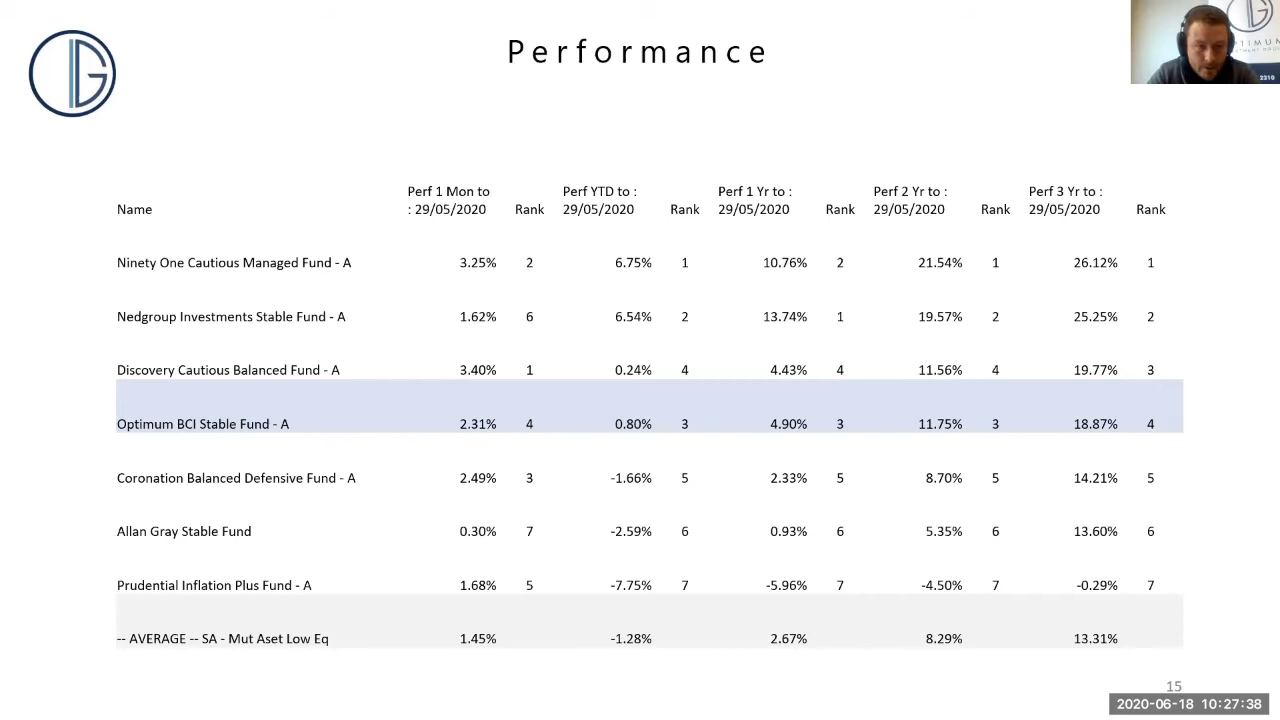 Performance
Perf 1 Mon to Perf YTD to : Perf 1 Yr to : Perf 2 Yr to : Perf 3 Yr to :
Name : 29/05/2020 Rank 29/05/2020 Rank 29/05/2020 Rank 29/05/2020 Rank 29/05/2020 Rank
Ninety One Cautious Managed Fund - A 3.25% 2 6.75% 1 10.76% 2 21.54% 1 26.12% 1
Nedgroup Investments Stable Fund - A 1.62% 6 6.54% 2 13.74% 1 19.57% 2 25.25% 2
Discovery Cautious Balanced Fund - A 3.40% 1 0.24% 4 4.43% 4 11.56% 4 19.77% 3
Optimum BCI Stable Fund - A 2.31% 4 0.80% 3 4.90% 3 11.75% 3 18.87% 4
Coronation Balanced Defensive Fund - A 2.49% 3 -1.66% 5 2.33% 5 8.70% 5 14.21% 5
Allan Gray Stable Fund 0.30% 7 -2.59% 6 0.93% 6 5.35% 6 13.60% 6
Prudential Inflation Plus Fund - A 1.68% 5 -7.75% 7 -5.96% 7 -4.50% 7 -0.29% 7
-- AVERAGE -- SA - Mut Aset Low Eq 1.45% -1.28% 2.67% 8.29% 13.31%
15
2020-06-18 10:27:38